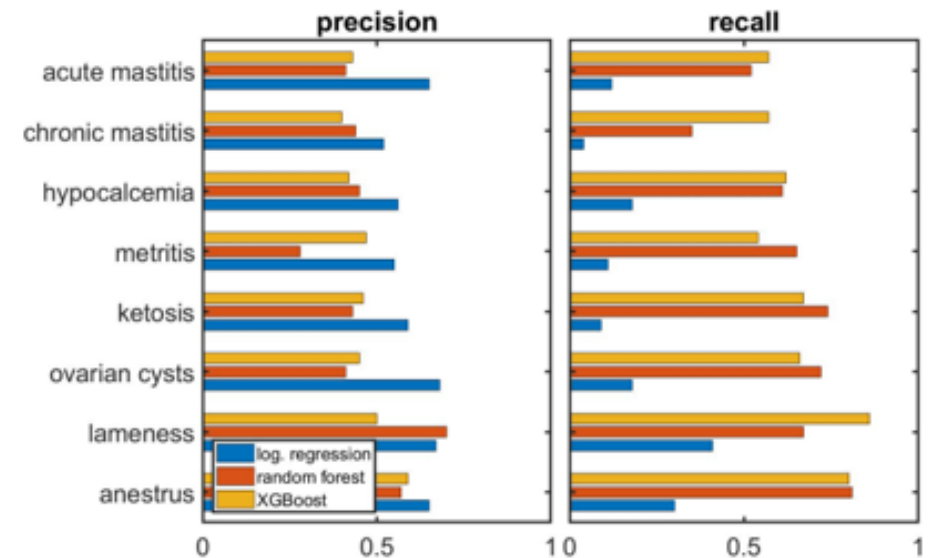 precision
recall
acute mastitis
chronic mastitis
hypocalcemia
metritis
ketosis
ovarian cysts
lameness
anestrus
log. regression
random forest
XGBoost
0
0.5
1
0
0.5
1